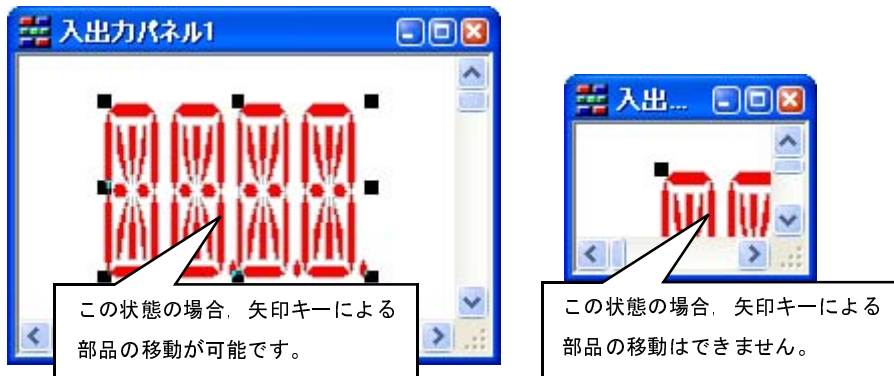 入出力パネル1
この状態の場合, 矢印キーによる
部品の移動が可能です。
入出...
この状態の場合, 矢印キーによる
部品の移動はできません。